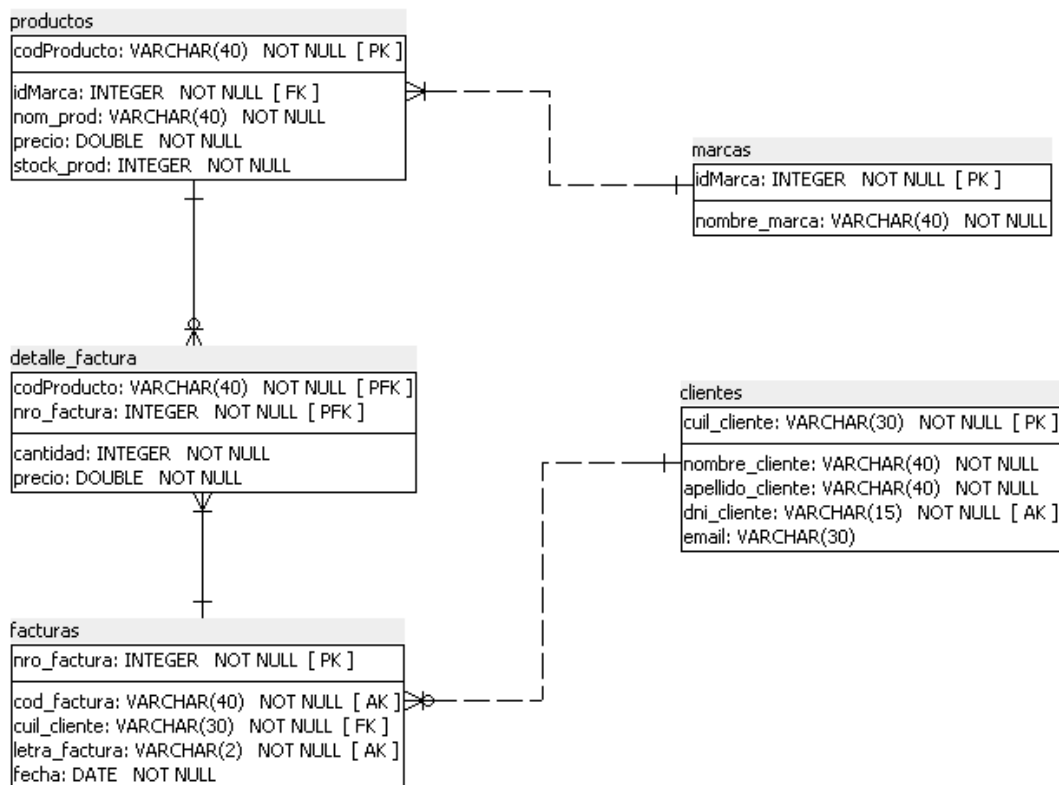 productos
codProducto: VARCHAR(40) NOT NULL [ PK ]
idMarca: INTEGER NOT NULL [ FK ]
nom_prod: VARCHAR(40) NOT NULL
precio: DOUBLE NOT NULL
stock_prod: INTEGER NOT NULL
marcas
idMarca: INTEGER NOT NULL [ PK ]
nombre_marca: VARCHAR(40) NOT NULL
detalle_factura
codProducto: VARCHAR(40) NOT NULL [ PFK ]
nro_factura: INTEGER NOT NULL [ PFK ]
cantidad: INTEGER NOT NULL
precio: DOUBLE NOT NULL
clientes
cuil_cliente: VARCHAR(30) NOT NULL [ PK ]
nombre_cliente: VARCHAR(40) NOT NULL
apellido_cliente: VARCHAR(40) NOT NULL
dni_cliente: VARCHAR(15) NOT NULL [ AK ]
email: VARCHAR(30)
facturas
nro_factura: INTEGER NOT NULL [ PK ]
cod_factura: VARCHAR(40) NOT NULL [ AK ]
cuil_cliente: VARCHAR(30) NOT NULL [ FK ]
letra_factura: VARCHAR(2) NOT NULL [ AK ]
fecha: DATE NOT NULL